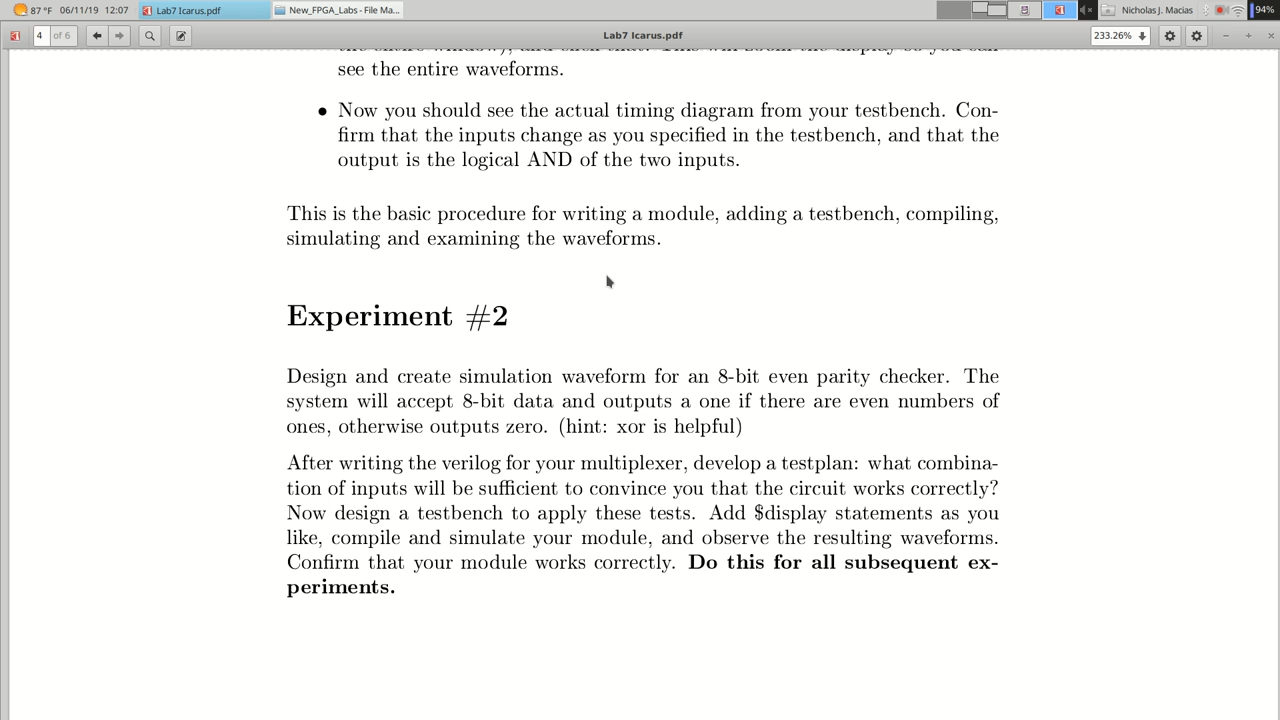 87 °F 06/11/19 12:07 Lab7 Icarus.pdf New_FPGA_Labs - File Ma... Nicholas J. Macias 94%
4 of 6 Lab7 Icarus.pdf 233.26%
see the entire waveforms.
• Now you should see the actual timing diagram from your testbench. Con-
firm that the inputs change as you specified in the testbench, and that the
output is the logical AND of the two inputs.
This is the basic procedure for writing a module, adding a testbench, compiling,
simulating and examining the waveforms.
Experiment #2
Design and create simulation waveform for an 8-bit even parity checker. The
system will accept 8-bit data and outputs a one if there are even numbers of
ones, otherwise outputs zero. (hint: xor is helpful)
After writing the verilog for your multiplexer, develop a testplan: what combina-
tion of inputs will be sufficient to convince you that the circuit works correctly?
Now design a testbench to apply these tests. Add $display statements as you
like, compile and simulate your module, and observe the resulting waveforms.
Confirm that your module works correctly. Do this for all subsequent ex-
periments.